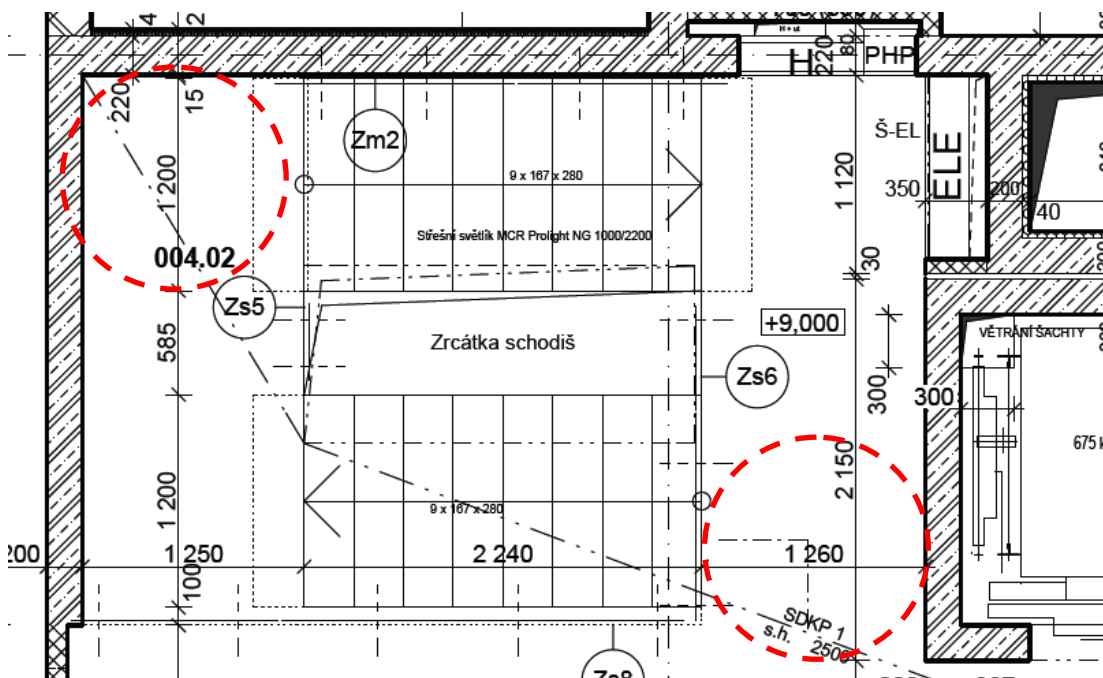 4
2
H + ut
80
220
H
PHP
220
15
Zm2
Š-EL
ELE
9 x 167 x 280
1 200
1 120
350
200
40
Střešní světlík MCR Prolight NG 1000/2200
004.02
30
Zs5
585
Zrcátka schodiš
+9,000
VĚTRÁNÍ ŠACHTY
Zs6
300
300
675
1 200
9 x 167 x 280
2 150
200
1 250
2 240
1 260
100
SDKP 1
s.h. 2500